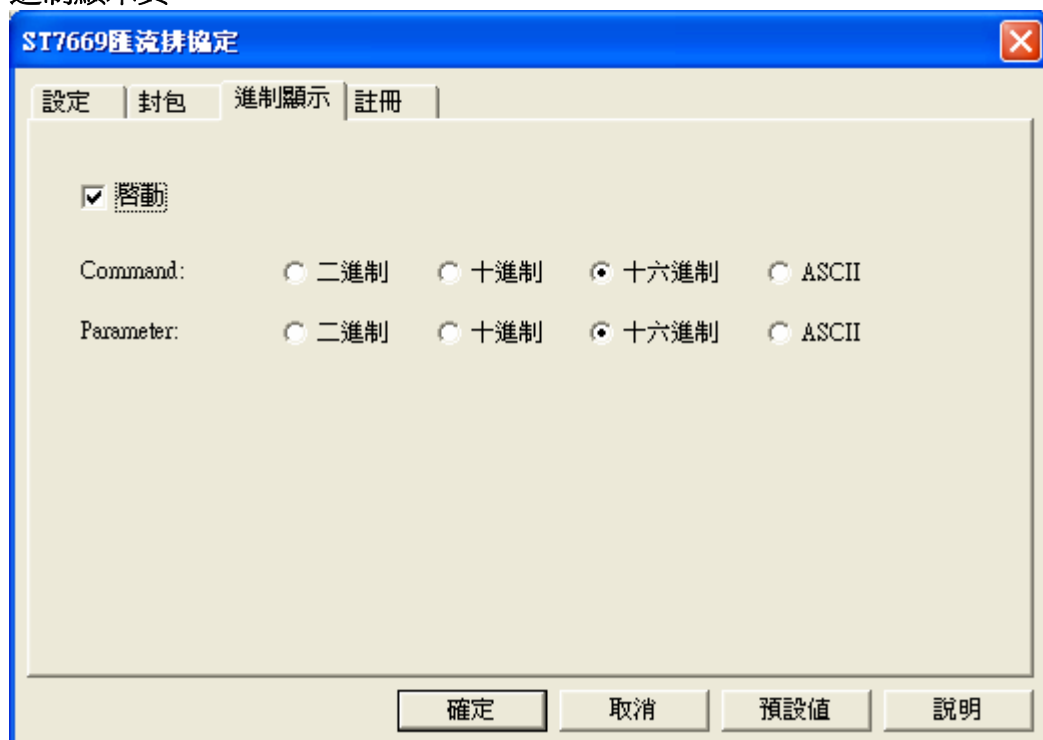 ST7669匯流排協定
設定 封包 進制顯示 註冊
啓動
Command: 二進制 十進制 十六進制 ASCII
Parameter: 二進制 十進制 十六進制 ASCII
確定 取消 預設值 說明